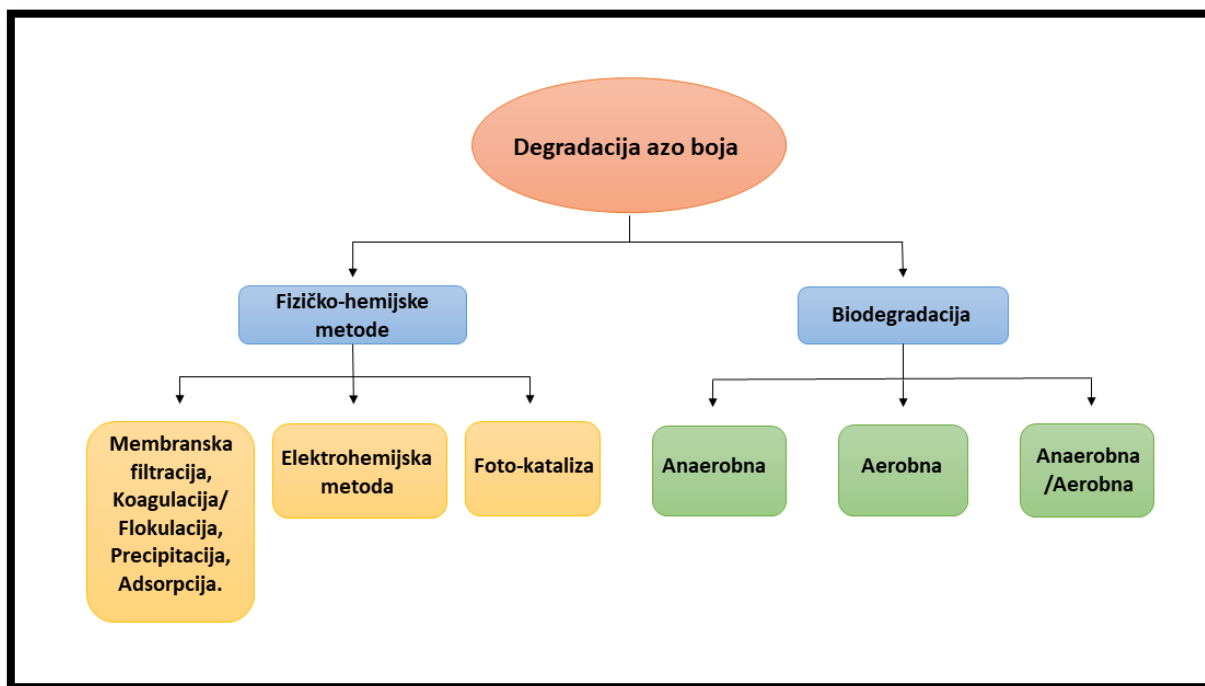 Degradacija azo boja
Fizičko-hemijske
metode
Biodegradacija
Membranska
filtracija,
Koagulacija/
Flokulacija,
Precipitacija,
Adsorpcija.
Elektrohemijska
metoda
Foto-kataliza
Anaerobna
Aerobna
Anaerobna
/Aerobna